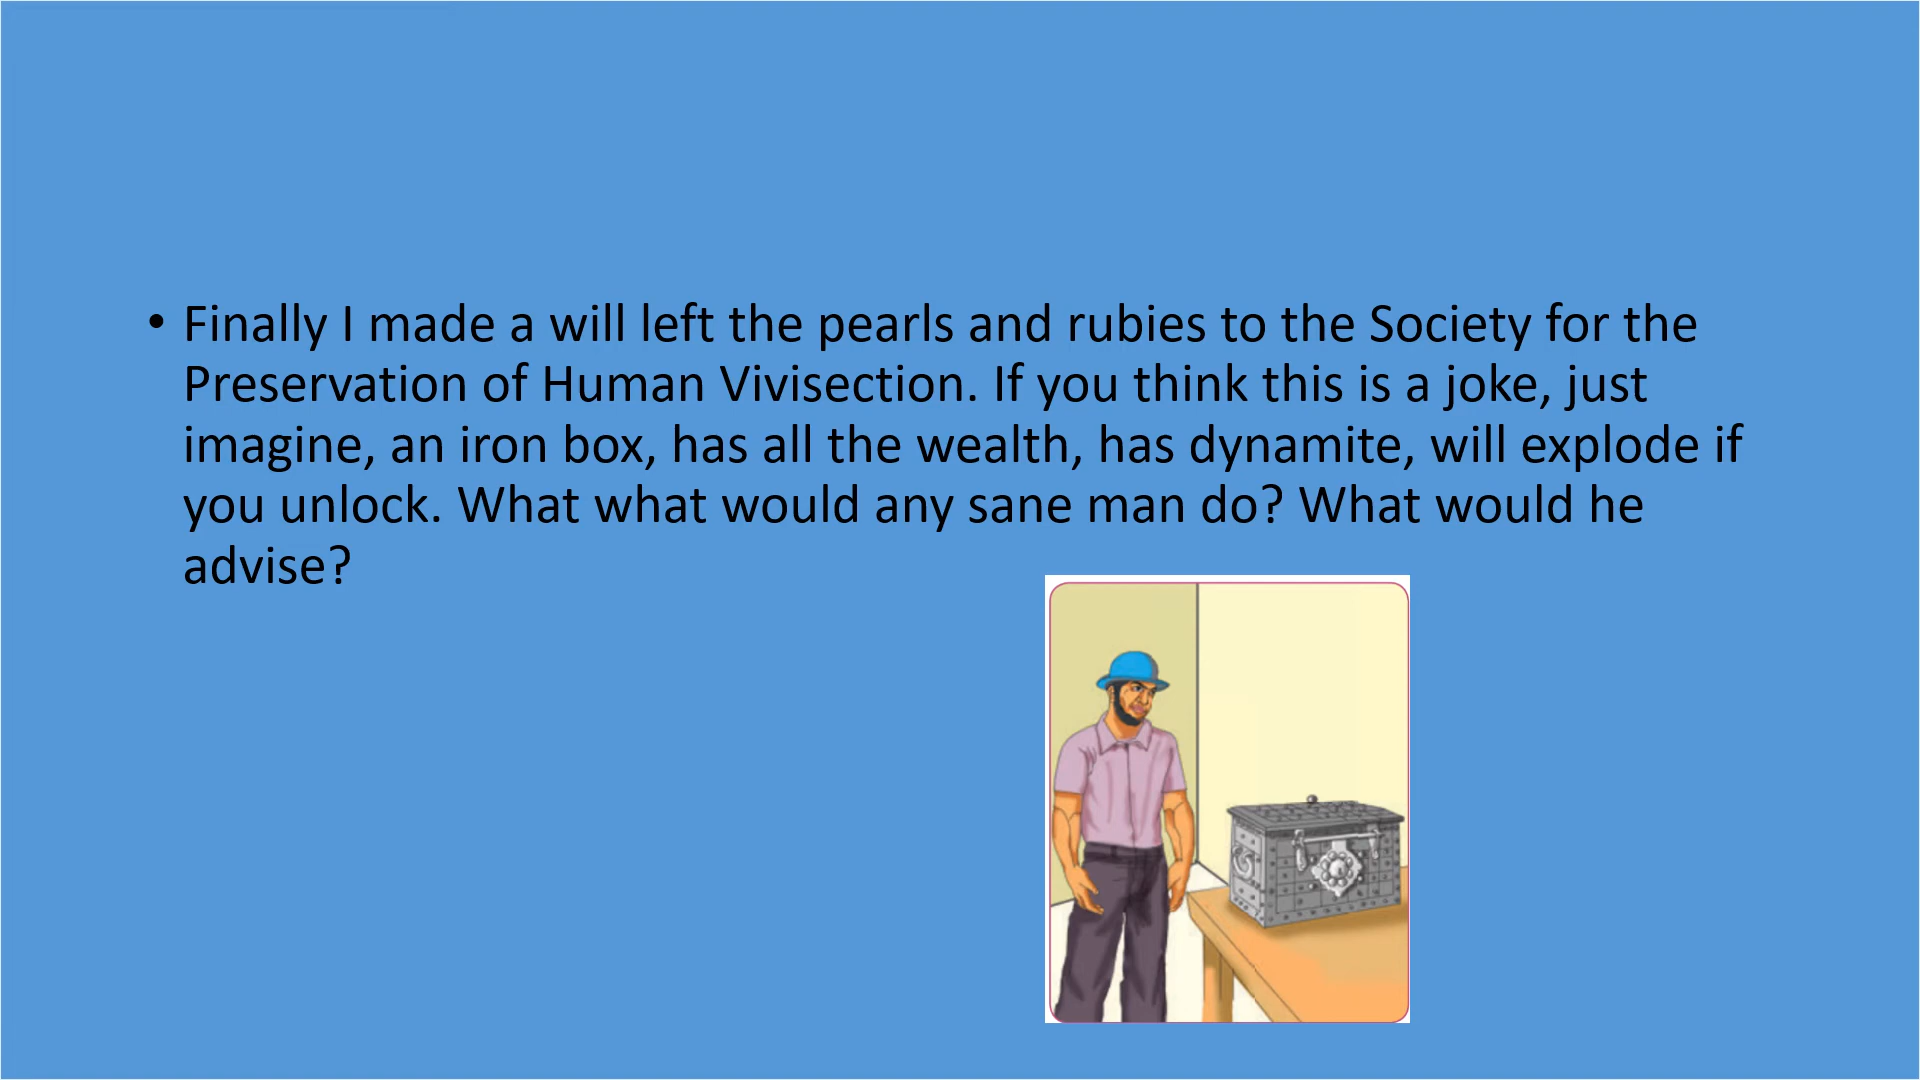 • Finally I made a will left the pearls and rubies to the Society for the
Preservation of Human Vivisection. If you think this is a joke, just
imagine, an iron box, has all the wealth, has dynamite, will explode if
you unlock. What what would any sane man do? What would he
advise?